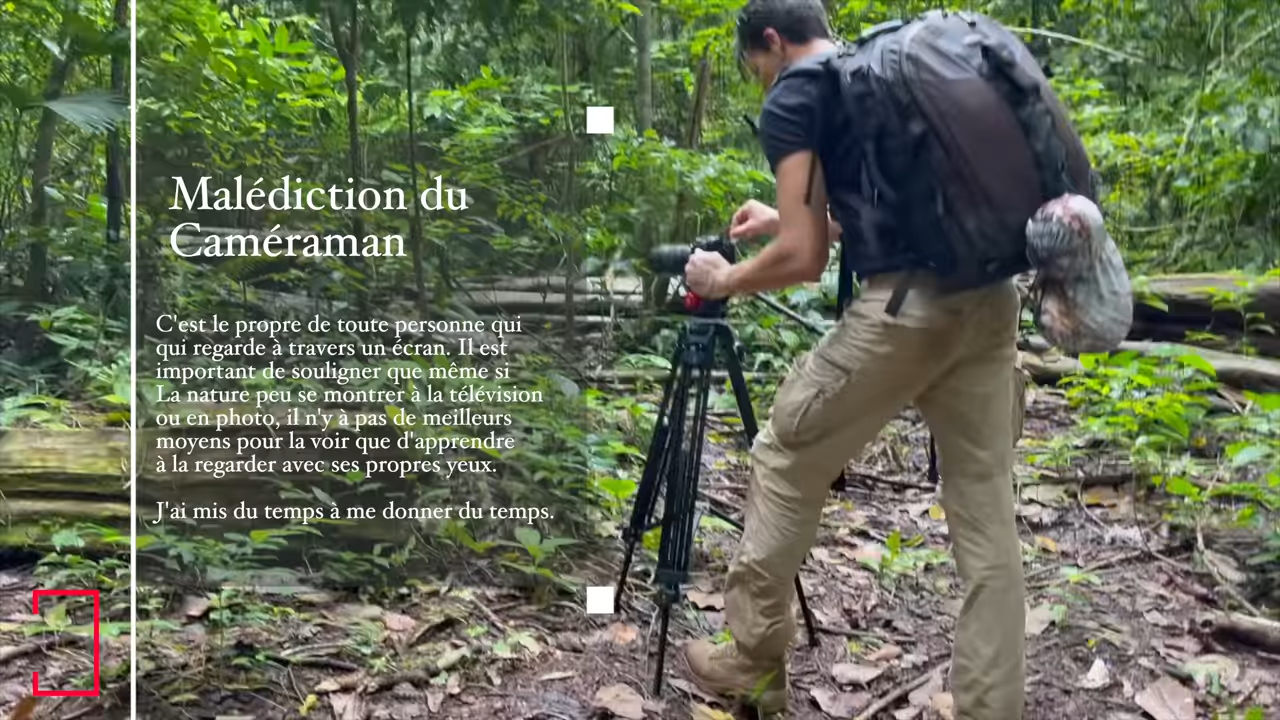 Malédiction du
Caméraman
C'est le propre de toute personne qui
qui regarde à travers un écran. Il est
important de souligner que même si
La nature peu se montrer à la télévision
ou en photo, il n'y à pas de meilleurs
moyens pour la voir que d'apprendre
à la regarder avec ses propres yeux.
J'ai mis du temps à me donner du temps.